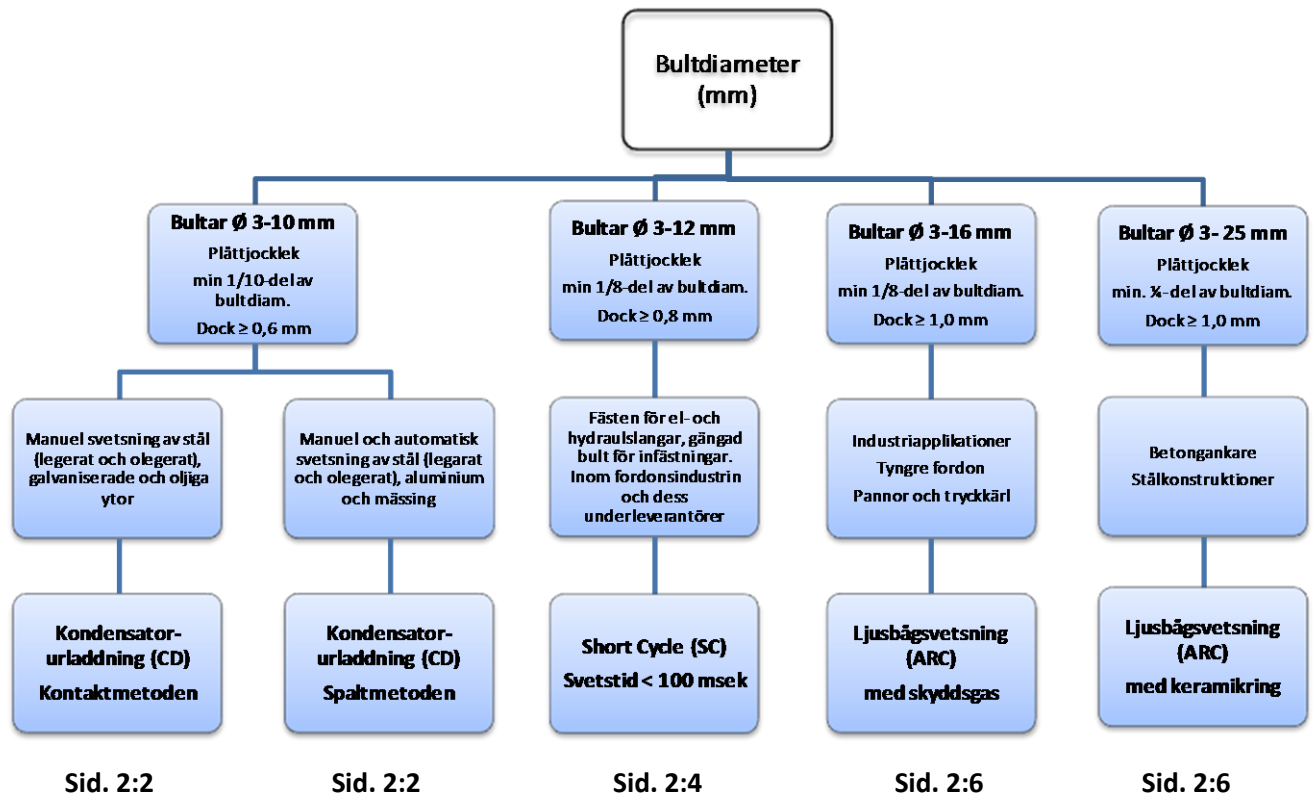 Bultdiameter
(mm)
Bultar Ø 3-10 mm
Plåttjocklek
min 1/10-del av
bultdiam.
Dock ≥ 0,6 mm
Bultar Ø 3-12 mm
Plåttjocklek
min 1/8-del av bultdiam.
Dock ≥ 0,8 mm
Bultar Ø 3-16 mm
Plåttjocklek
min 1/8-del av bultdiam.
Dock ≥ 1,0 mm
Bultar Ø 3- 25 mm
Plåttjocklek
min. ¼-del av bultdiam.
Dock ≥ 1,0 mm
Manuel svetsning av stål
(legerat och olegerat),
galvaniserade och oljiga
ytor
Manuel och automatisk
svetsning av stål (legarat
och olegerat), aluminium
och mässing
Fästen för el- och
hydraulslangar, gängad
bult för infästningar.
Inom fordonsindustrin
och dess
underleverantörer
Industriapplikationer
Tyngre fordon
Pannor och tryckkärl
Betongankare
Stålkonstruktioner
Kondensator-
urladdning (CD)
Kontaktmetoden
Kondensator-
urladdning (CD)
Spaltmetoden
Short Cycle (SC)
Svetstid < 100 msek
Ljusbågsvetsning
(ARC)
med skyddsgas
Ljusbågsvetsning
(ARC)
med keramikring
Sid. 2:2
Sid. 2:2
Sid. 2:4
Sid. 2:6
Sid. 2:6